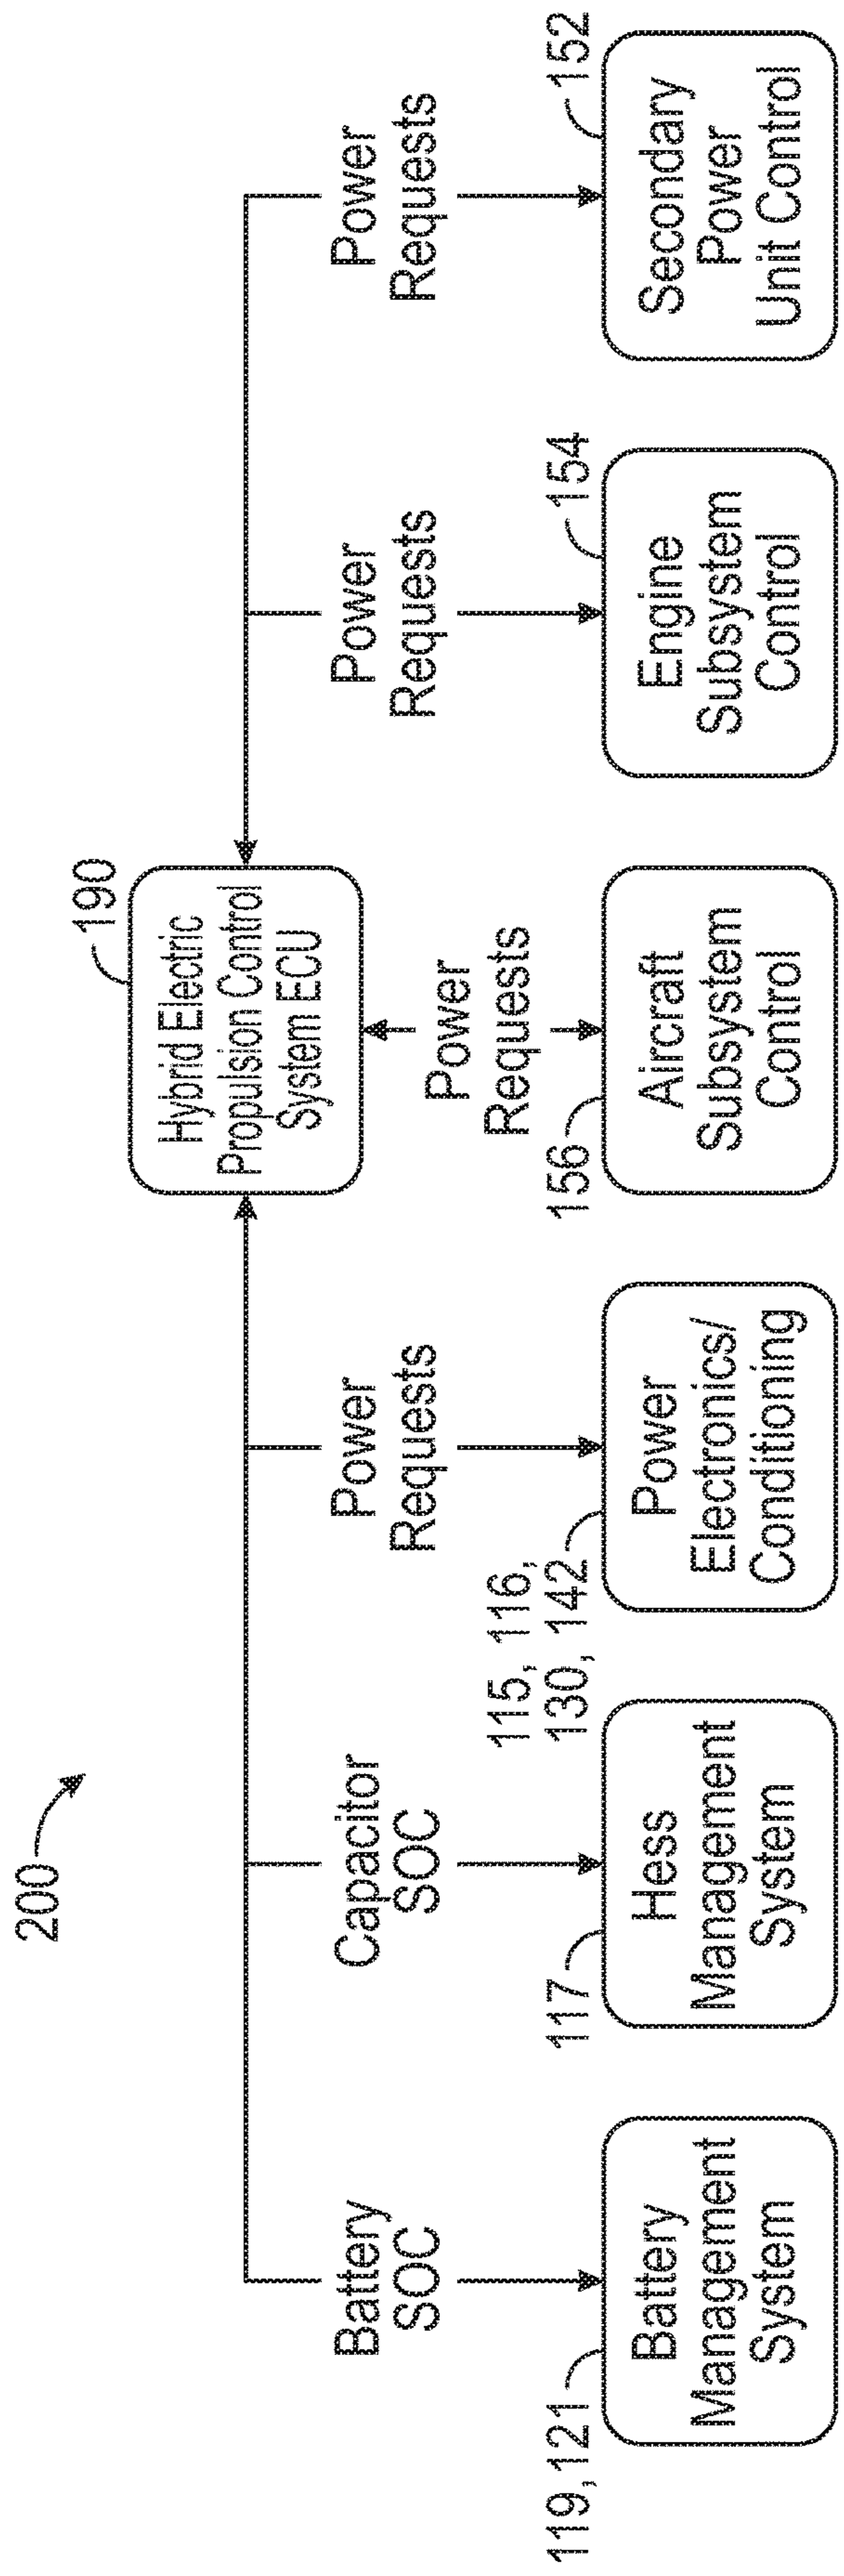 200
190
Hybrid Electric
Propulsion Control
System ECU
Battery
SOC
Capacitor
SOC
Power
Requests
Power
Requests
Power
Requests
Power
Requests
119, 121
Battery
Management
System
117
Hess
Management
System
115, 116,
130, 142
Power
Electronics/
Conditioning
156
Aircraft
Subsystem
Control
154
Engine
Subsystem
Control
152
Secondary
Power
Unit Control